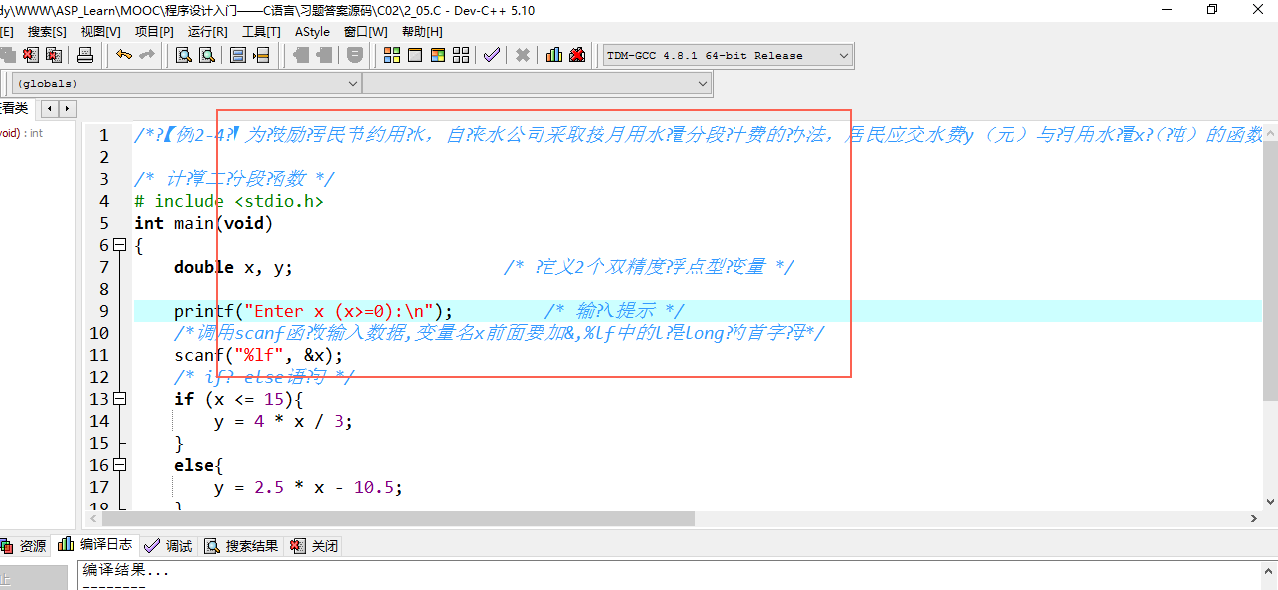 dy\WWW\ASP_Learn\MOOC\程序设计入门——C语言\习题答案源码\C02\2_05.C - Dev-C++ 5.10
[E] 搜索[S] 视图[V] 项目[P] 运行[R] 工具[T] AStyle 窗口[W] 帮助[H]
TDM-GCC 4.8.1 64-bit Release
(globals)
看类
void) : int
1 /*?【例2-4?】为?鼓励?居民节约用?水，自?来水公司采取按月用水?量分段?计费的?办法，居民应交水费y（元）与?月用水?量x?（?吨）的函数
2
3 /* 计?算二?分段?函数 */
4 # include <stdio.h>
5 int main(void)
6 {
7 double x, y; /* ?定义2个双精度?浮点型?变量 */
8
9 printf("Enter x (x>=0):\n"); /* 输?入提示 */
10 /*调用scanf函?数输入数据,变量名x前面要加&,%lf中的l?是long?的首字?母*/
11 scanf("%lf", &x);
12 /* if? else语?句 */
13 if (x <= 15){
14 y = 4 * x / 3;
15 }
16 else{
17 y = 2.5 * x - 10.5;
18 }
资源 编译日志 调试 搜索结果 关闭
止 编译结果...
--------